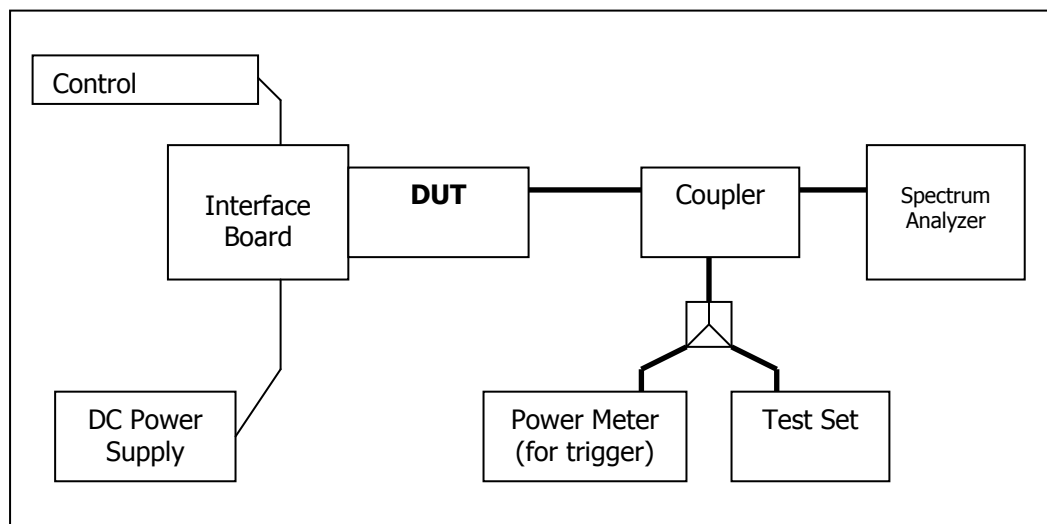 Control
Interface
Board
DUT
Coupler
Spectrum
Analyzer
DC Power
Supply
Power Meter
(for trigger)
Test Set